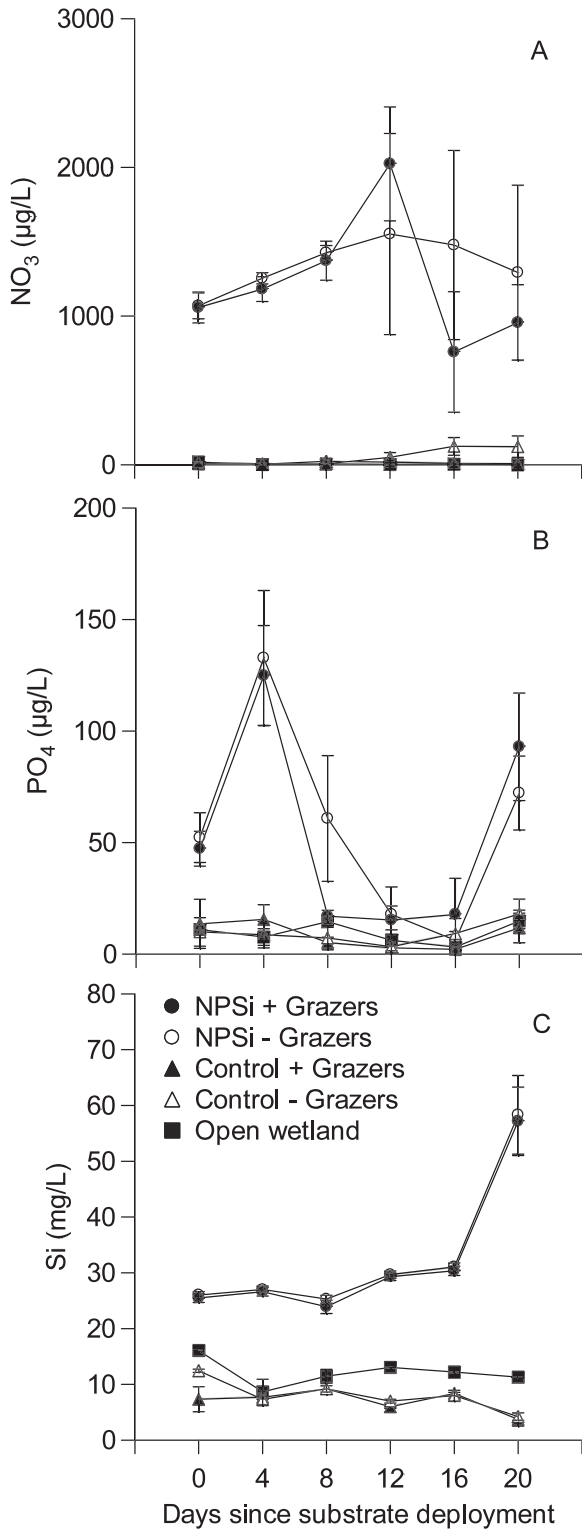 3000
A
2000
NO3 (µg/L)
1000
0
200
B
150
PO4 (µg/L)
100
50
0
80
NPSi + Grazers
C
70
NPSi - Grazers
Control + Grazers
60
Control - Grazers
Open wetland
50
Si (mg/L)
40
30
20
10
0
0 4 8 12 16 20
Days since substrate deployment